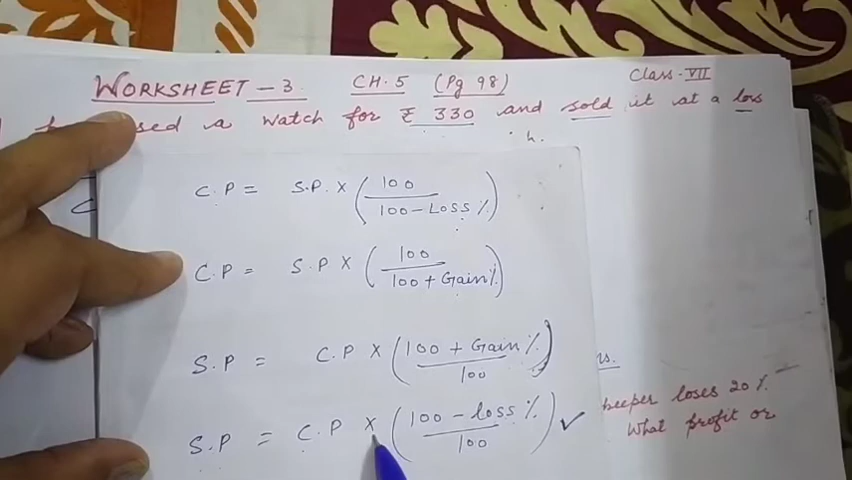 WORKSHEET - 3 CH.5 (Pg 98) Class-VII
sed a watch for ₹ 330 and sold it at a loss
C.P = S.P. × (100 / 100 - Loss %)
C.P = S.P × (100 / 100 + Gain%)
S.P = C.P × (100 + Gain % / 100)
S.P = C.P × (100 - loss % / 100) ✓
ns.
keeper loses 20 %.
What profit or